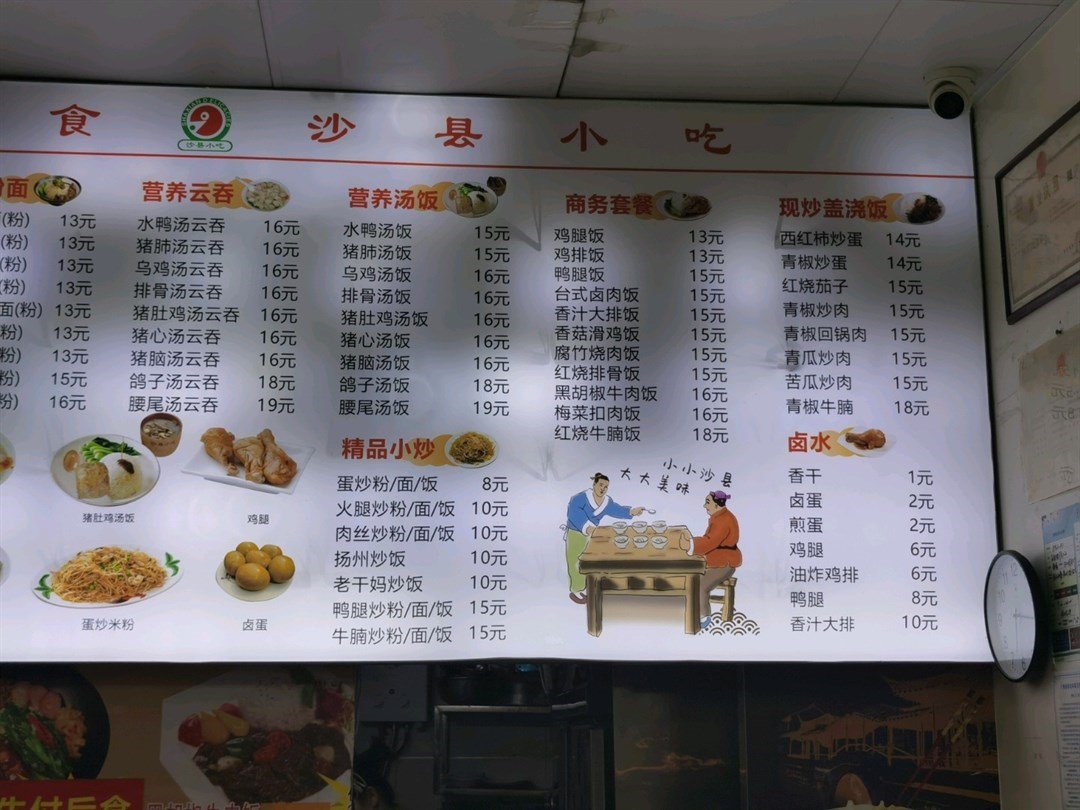 食 沙县小吃 沙 县 小 吃
面
(粉) 13元
(粉) 13元
(粉) 13元
(粉) 13元
面(粉) 13元
粉) 13元
粉) 13元
粉) 15元
粉) 16元
营养云吞
水鸭汤云吞 16元
猪肺汤云吞 16元
乌鸡汤云吞 16元
排骨汤云吞 16元
猪肚鸡汤云吞 16元
猪心汤云吞 16元
猪脑汤云吞 16元
鸽子汤云吞 18元
腰尾汤云吞 19元
猪肚鸡汤饭
鸡腿
蛋炒米粉
卤蛋
营养汤饭
水鸭汤饭 15元
猪肺汤饭 15元
乌鸡汤饭 16元
排骨汤饭 16元
猪肚鸡汤饭 16元
猪心汤饭 16元
猪脑汤饭 16元
鸽子汤饭 18元
腰尾汤饭 19元
精品小炒
蛋炒粉/面/饭 8元
火腿炒粉/面/饭 10元
肉丝炒粉/面/饭 10元
扬州炒饭 10元
老干妈炒饭 10元
鸭腿炒粉/面/饭 15元
牛腩炒粉/面/饭 15元
商务套餐
鸡腿饭 13元
鸡排饭 13元
鸭腿饭 15元
台式卤肉饭 15元
香汁大排饭 15元
香菇滑鸡饭 15元
腐竹烧肉饭 15元
红烧排骨饭 15元
黑胡椒牛肉饭 16元
梅菜扣肉饭 16元
红烧牛腩饭 18元
小小沙县
大大美味
现炒盖浇饭
西红柿炒蛋 14元
青椒炒蛋 14元
红烧茄子 15元
青椒炒肉 15元
青椒回锅肉 15元
青瓜炒肉 15元
苦瓜炒肉 15元
青椒牛腩 18元
卤水
香干 1元
卤蛋 2元
煎蛋 2元
鸡腿 6元
油炸鸡排 6元
鸭腿 8元
香汁大排 10元